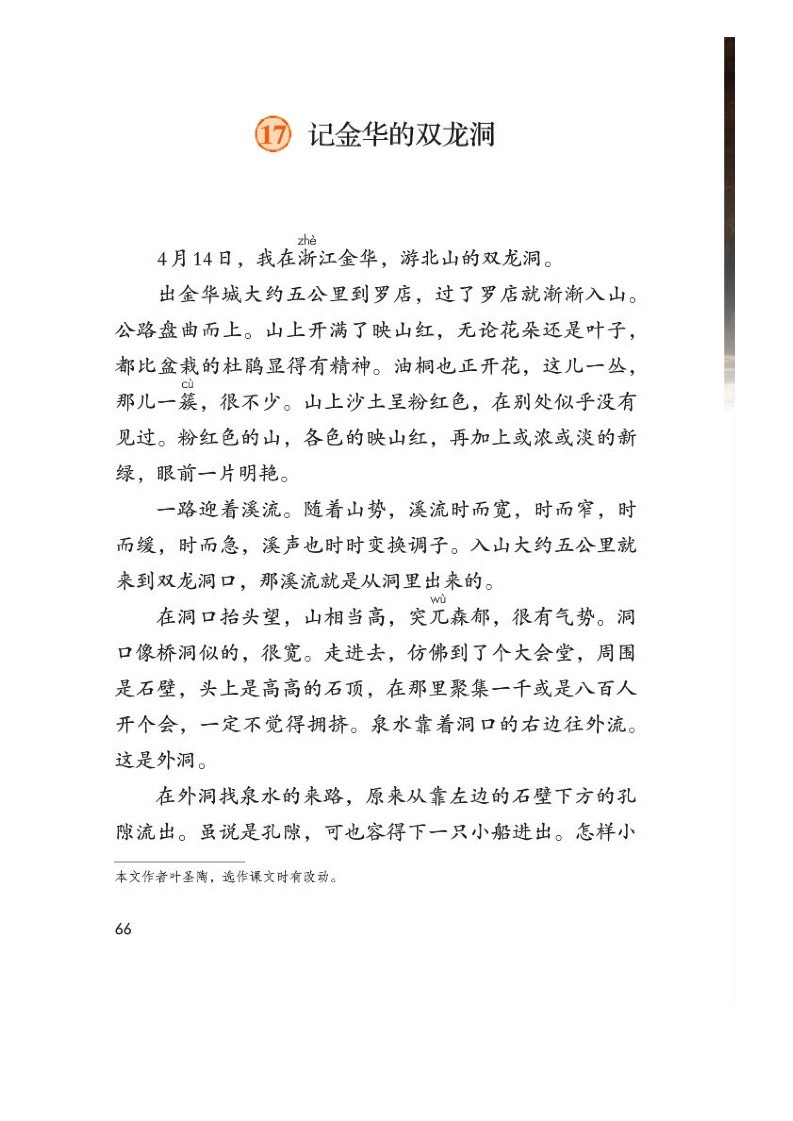 17 记金华的双龙洞
zhè
4月14日，我在浙江金华，游北山的双龙洞。
出金华城大约五公里到罗店，过了罗店就渐渐入山。
公路盘曲而上。山上开满了映山红，无论花朵还是叶子，
都比盆栽的杜鹃显得有精神。油桐也正开花，这儿一丛，
cù
那儿一簇，很不少。山上沙土呈粉红色，在别处似乎没有
见过。粉红色的山，各色的映山红，再加上或浓或淡的新
绿，眼前一片明艳。
一路迎着溪流。随着山势，溪流时而宽，时而窄，时
而缓，时而急，溪声也时时变换调子。入山大约五公里就
来到双龙洞口，那溪流就是从洞里出来的。
wù
在洞口抬头望，山相当高，突兀森郁，很有气势。洞
口像桥洞似的，很宽。走进去，仿佛到了个大会堂，周围
是石壁，头上是高高的石顶，在那里聚集一千或是八百人
开个会，一定不觉得拥挤。泉水靠着洞口的右边往外流。
这是外洞。
在外洞找泉水的来路，原来从靠左边的石壁下方的孔
隙流出。虽说是孔隙，可也容得下一只小船进出。怎样小
本文作者叶圣陶，选作课文时有改动。
66